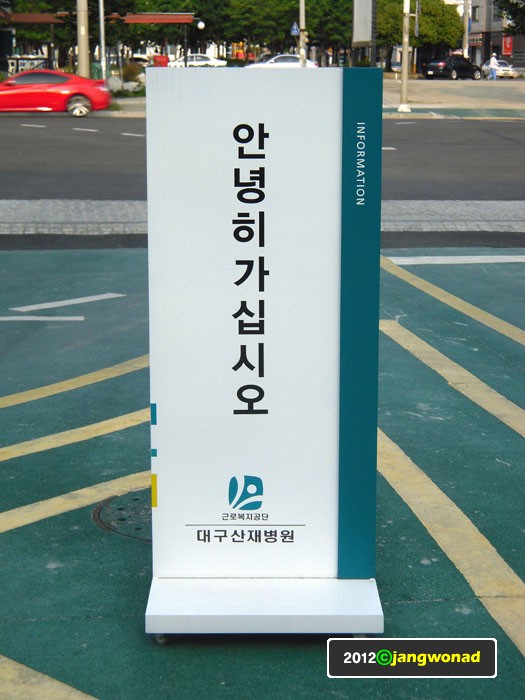 안녕히가십시오
INFORMATION
근로복지공단
대구산재병원
2012©jangwonad